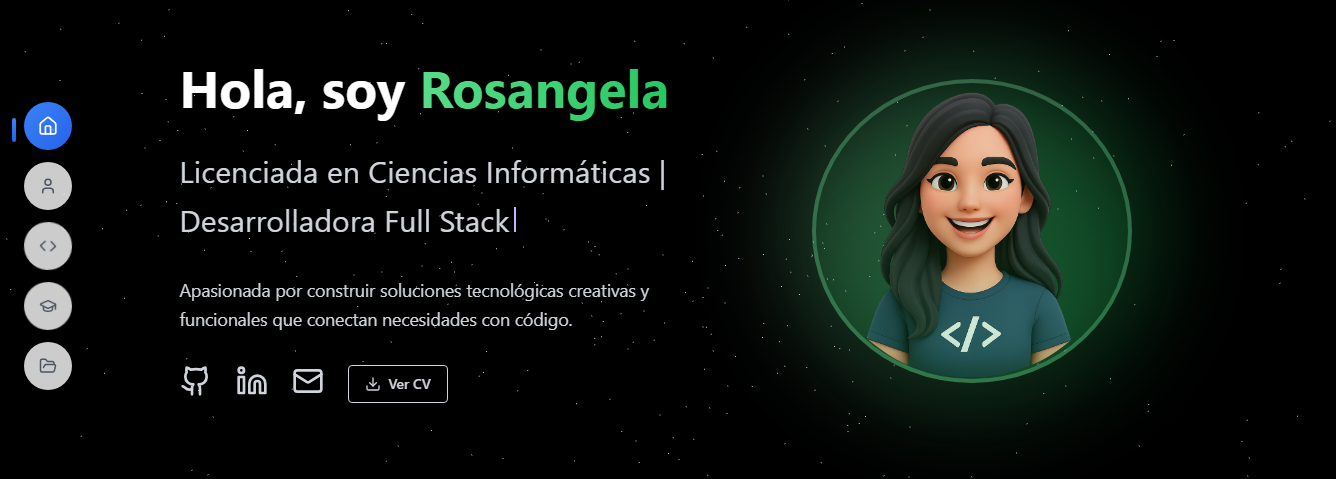 Hola, soy Rosangela
Licenciada en Ciencias Informáticas |
Desarrolladora Full Stack
Apasionada por construir soluciones tecnológicas creativas y
funcionales que conectan necesidades con código.
Ver CV
</>